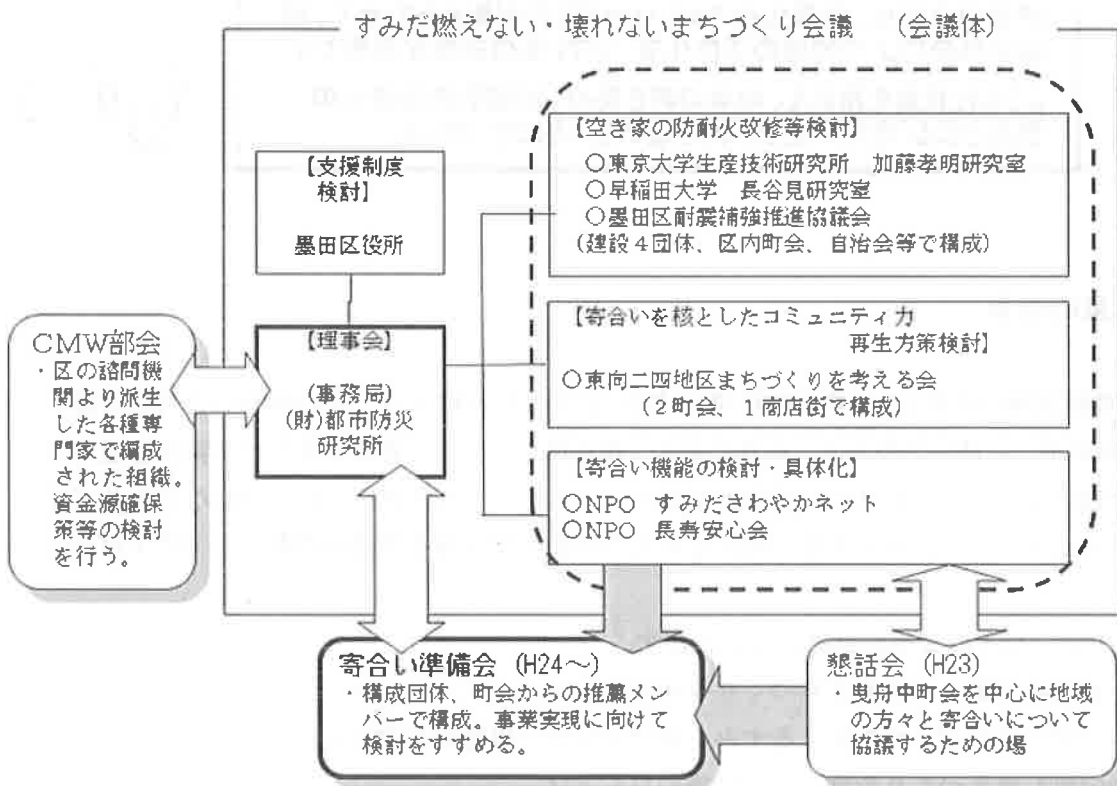 すみだ燃えない・壊れないまちづくり会議 (会議体)
【支援制度
検討】
墨田区役所
【空き家の防耐火改修等検討】
○東京大学生産技術研究所 加藤孝明研究室
○早稲田大学 長谷見研究室
○墨田区耐震補強推進協議会
(建設4団体、区内町会、自治会等で構成)
【理事会】
(事務局)
(財)都市防災
研究所
【寄合いを核としたコミュニティ力
再生方策検討】
○東向二四地区まちづくりを考える会
(2町会、1商店街で構成)
【寄合い機能の検討・具体化】
○NPO すみださわやかネット
○NPO 長寿安心会
CMW部会
・区の諮問機
関より派生
した各種専
門家で編成
された組織。
資金源確保
策等の検討
を行う。
寄合い準備会 (H24～)
・構成団体、町会からの推薦メン
バーで構成。事業実現に向けて
検討をすすめる。
懇話会 (H23)
・曳舟中町会を中心に地域
の方々と寄合いについて
協議するための場